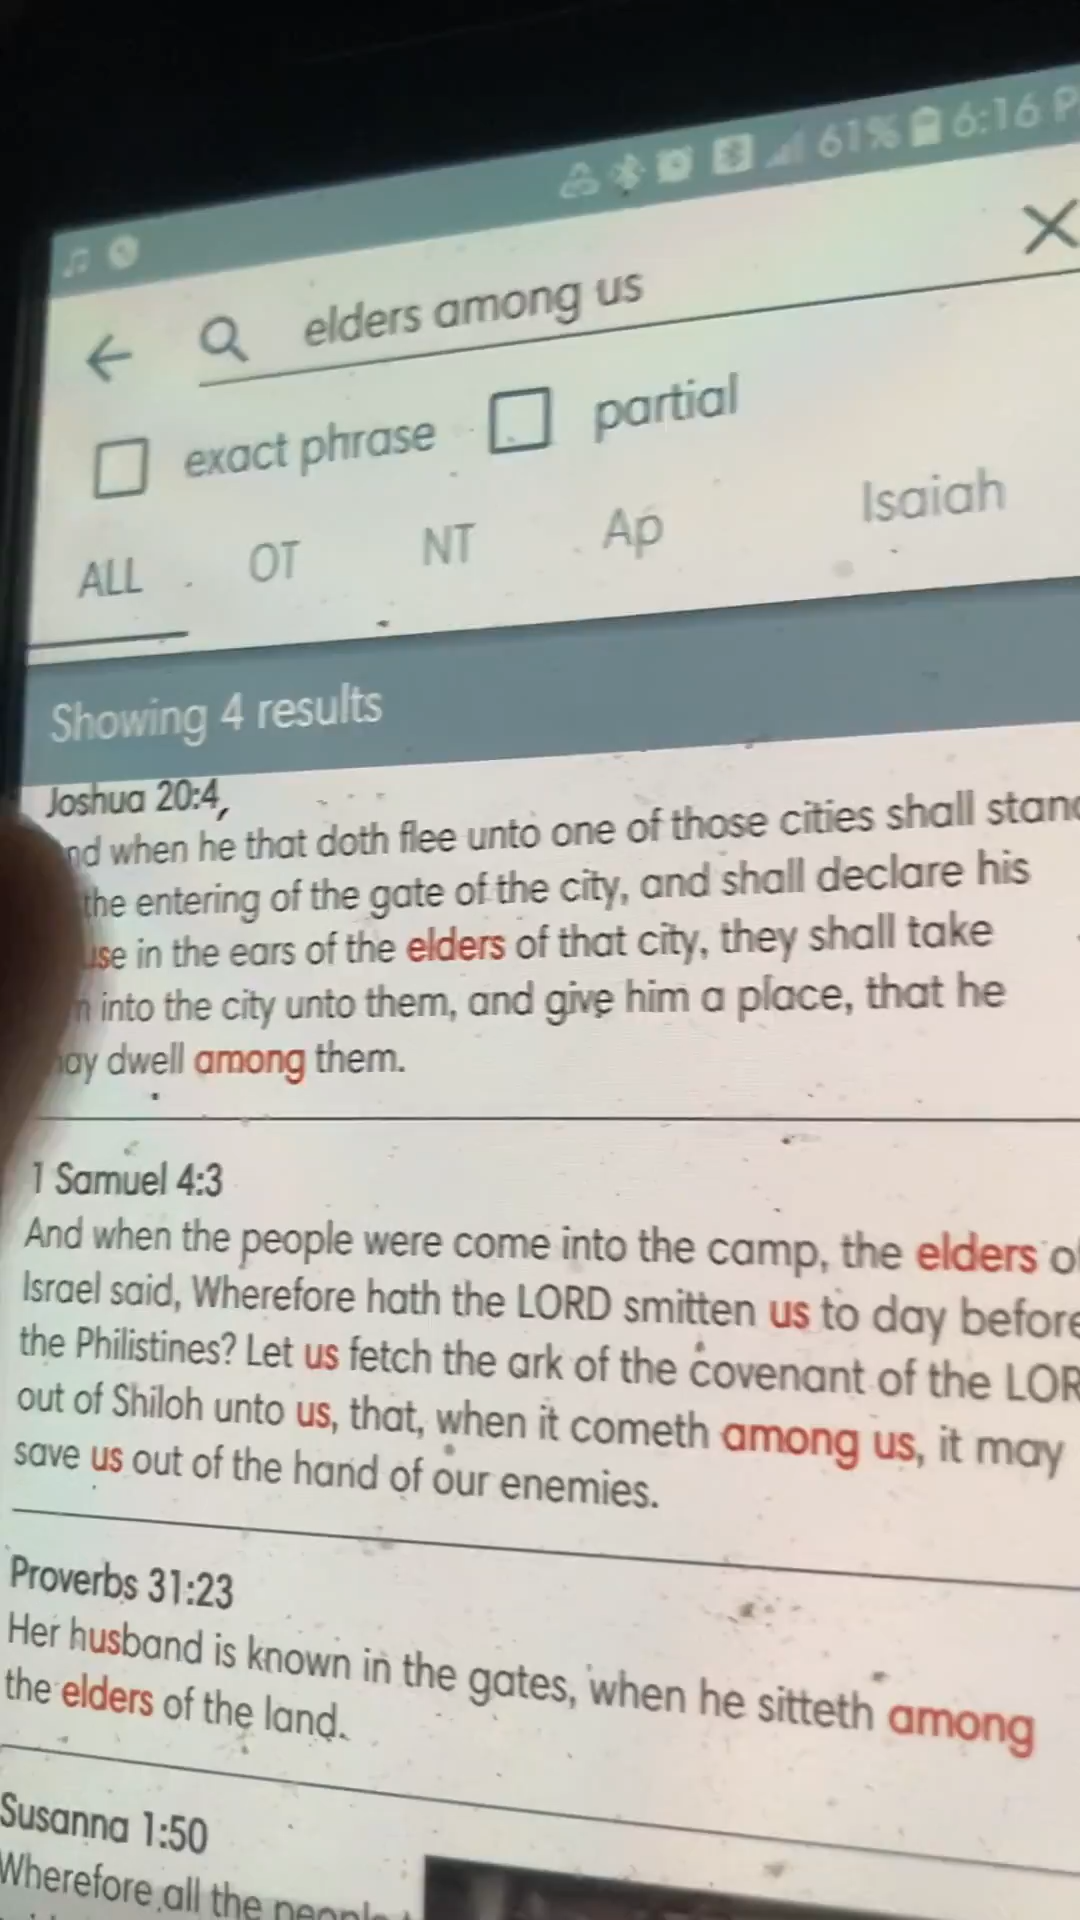 61% 6:16 P
elders among us
exact phrase partial
ALL OT NT Ap Isaiah
Showing 4 results
Joshua 20:4,
nd when he that doth flee unto one of those cities shall stand
the entering of the gate of the city, and shall declare his
use in the ears of the elders of that city, they shall take
into the city unto them, and give him a place, that he
ay dwell among them.
1 Samuel 4:3
And when the people were come into the camp, the elders o
Israel said, Wherefore hath the LORD smitten us to day before
the Philistines? Let us fetch the ark of the covenant of the LOR
out of Shiloh unto us, that, when it cometh among us, it may
save us out of the hand of our enemies.
Proverbs 31:23
Her husband is known in the gates, when he sitteth among
the elders of the land.
Susanna 1:50
Wherefore all the people